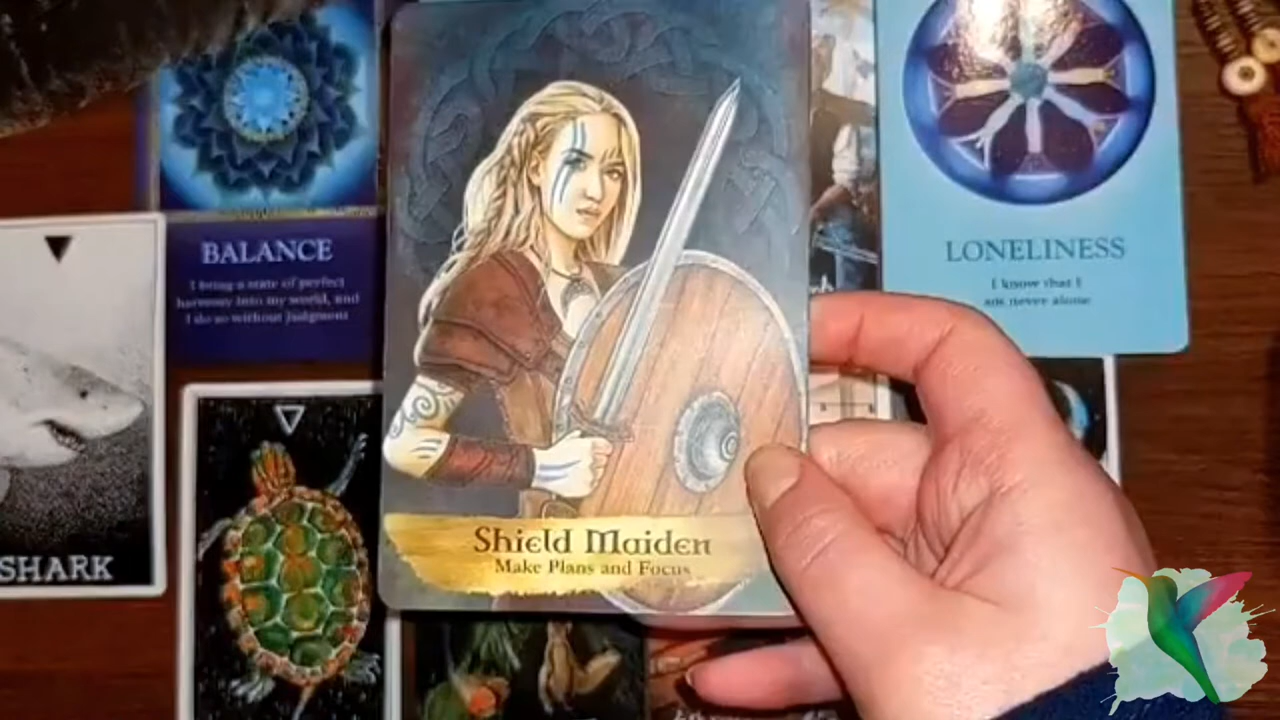 BALANCE
I bring a state of perfect
harmony into my world, and
I do so without judgment
LONELINESS
I know that I
am never alone
SHARK
Shield Maiden
Make Plans and Focus